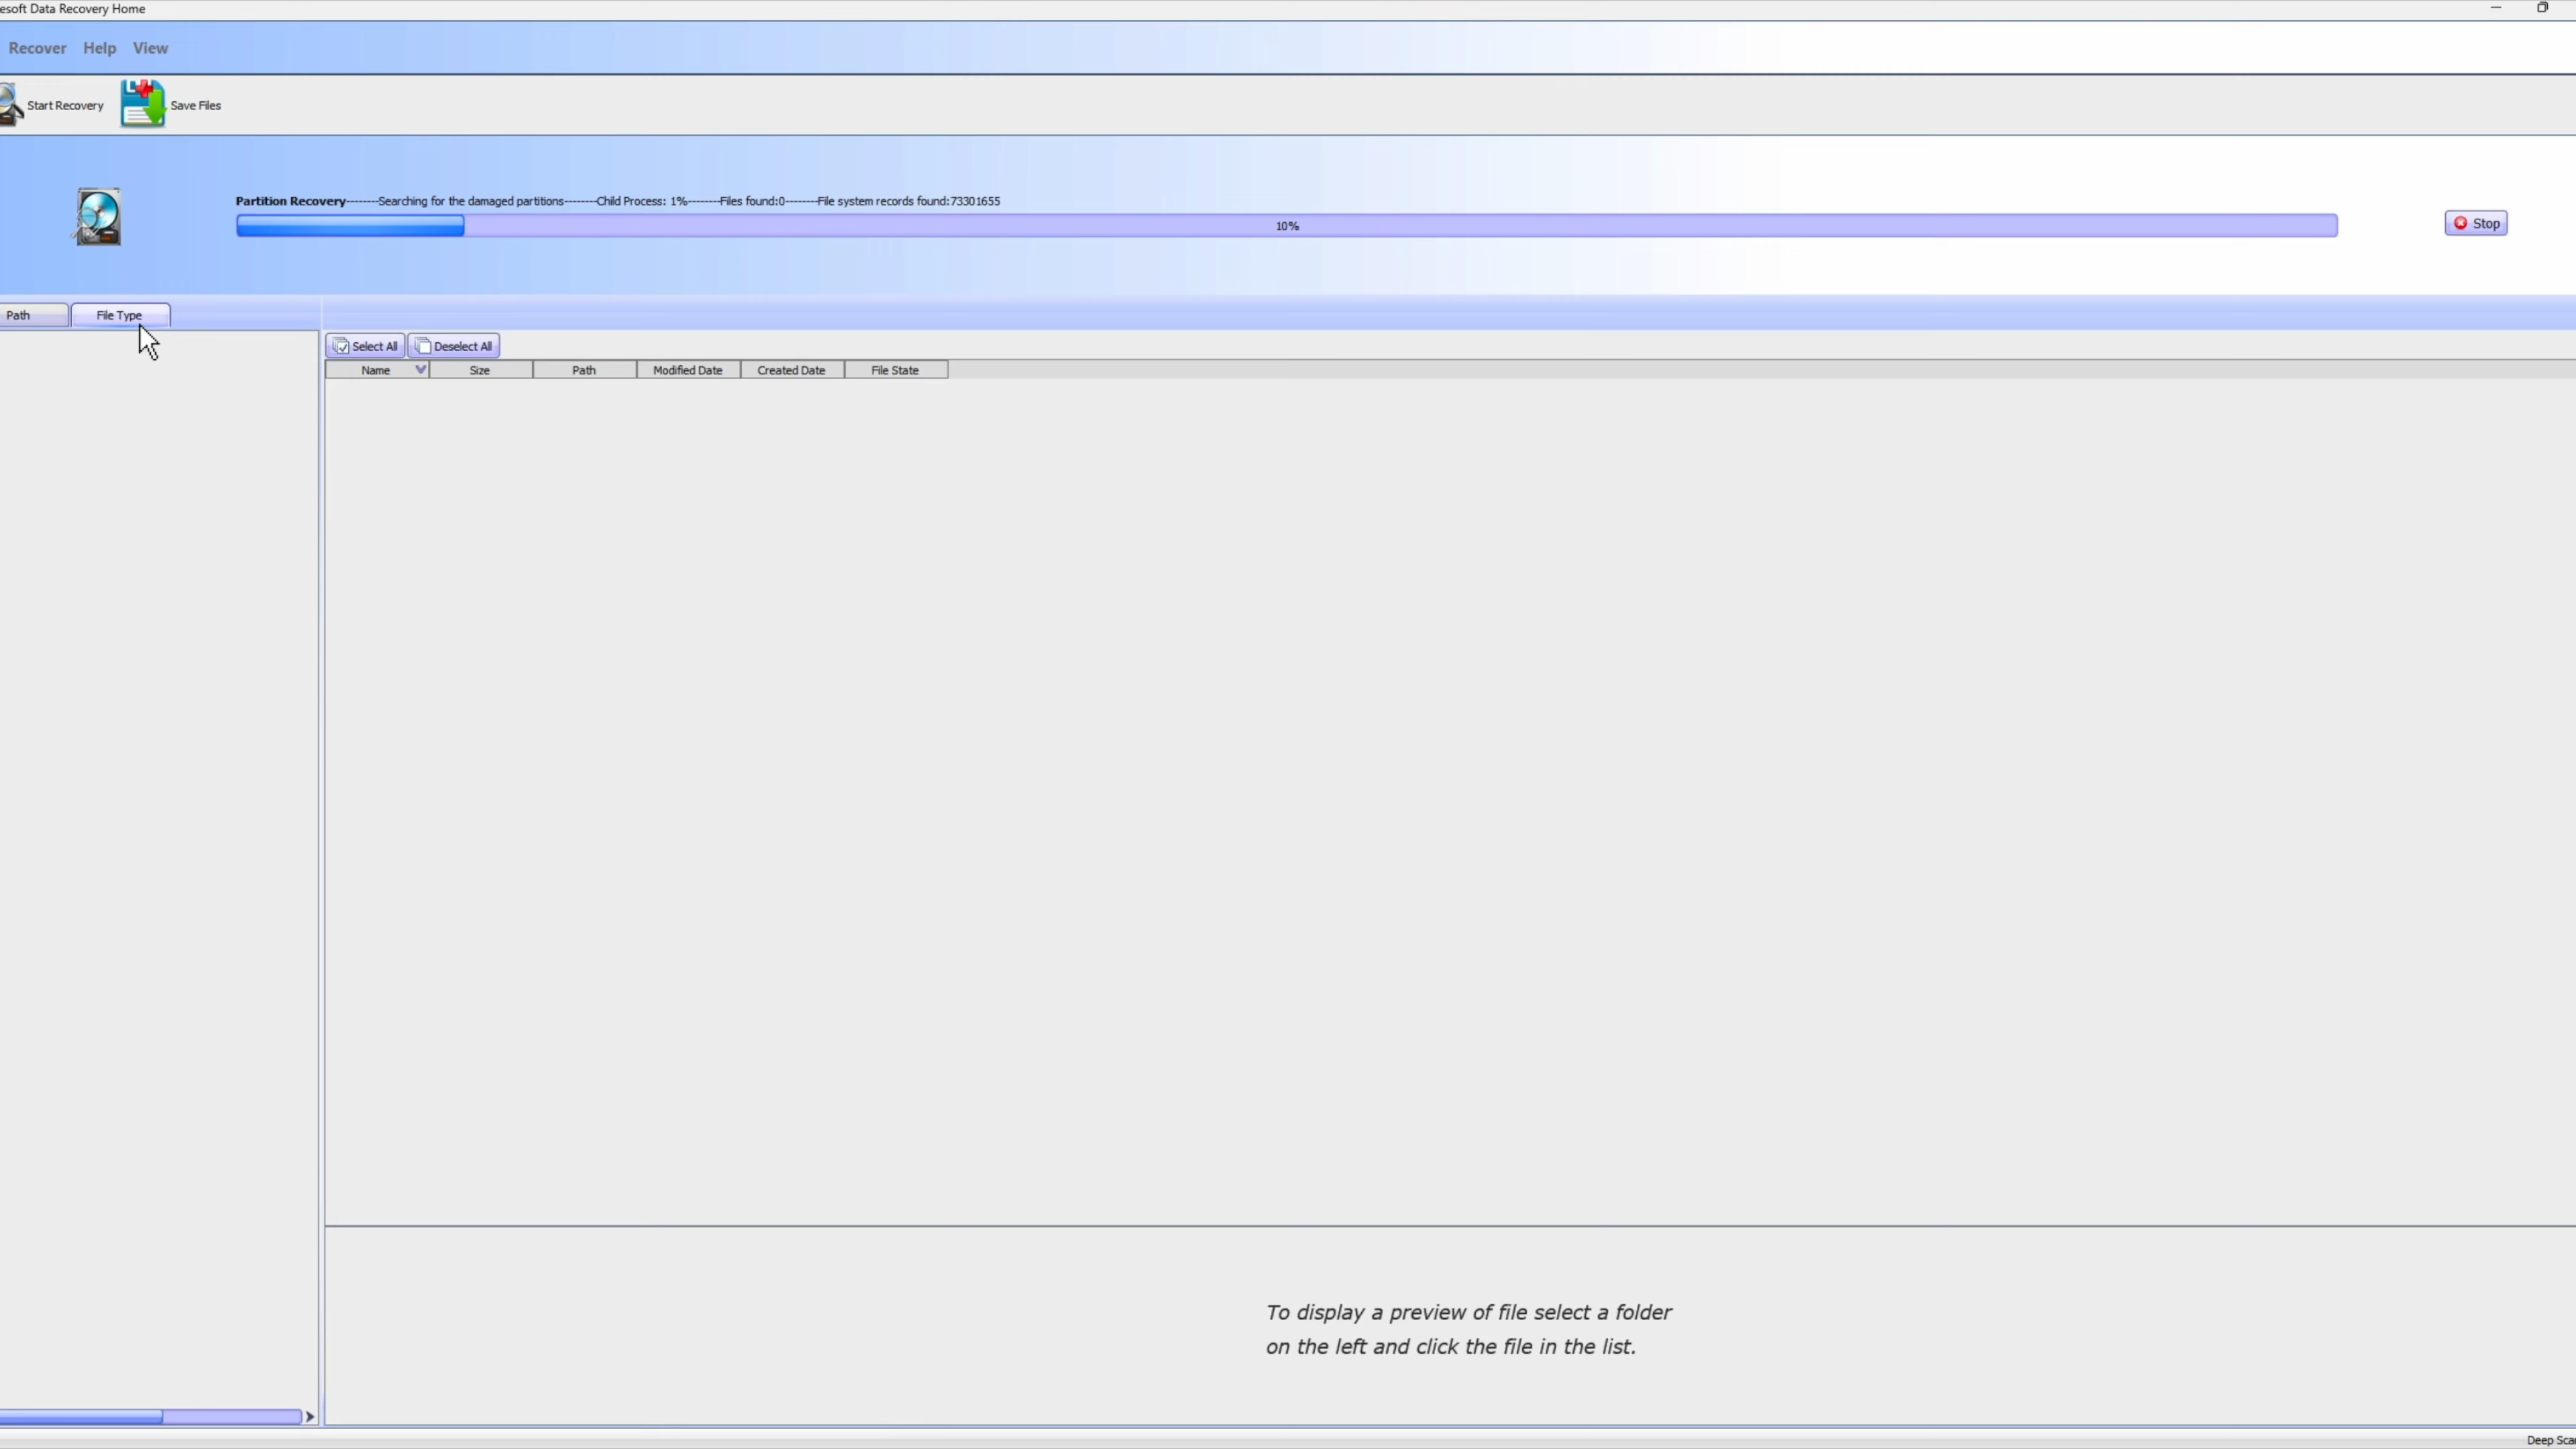 esoft Data Recovery Home
Recover Help View
Start Recovery Save Files
Partition Recovery--------Searching for the damaged partitions--------Child Process: 1%--------Files found:0--------File system records found:73301655
10%
Stop
Path File Type
Select All Deselect All
Name Size Path Modified Date Created Date File State
To display a preview of file select a folder
on the left and click the file in the list.
Deep Sca